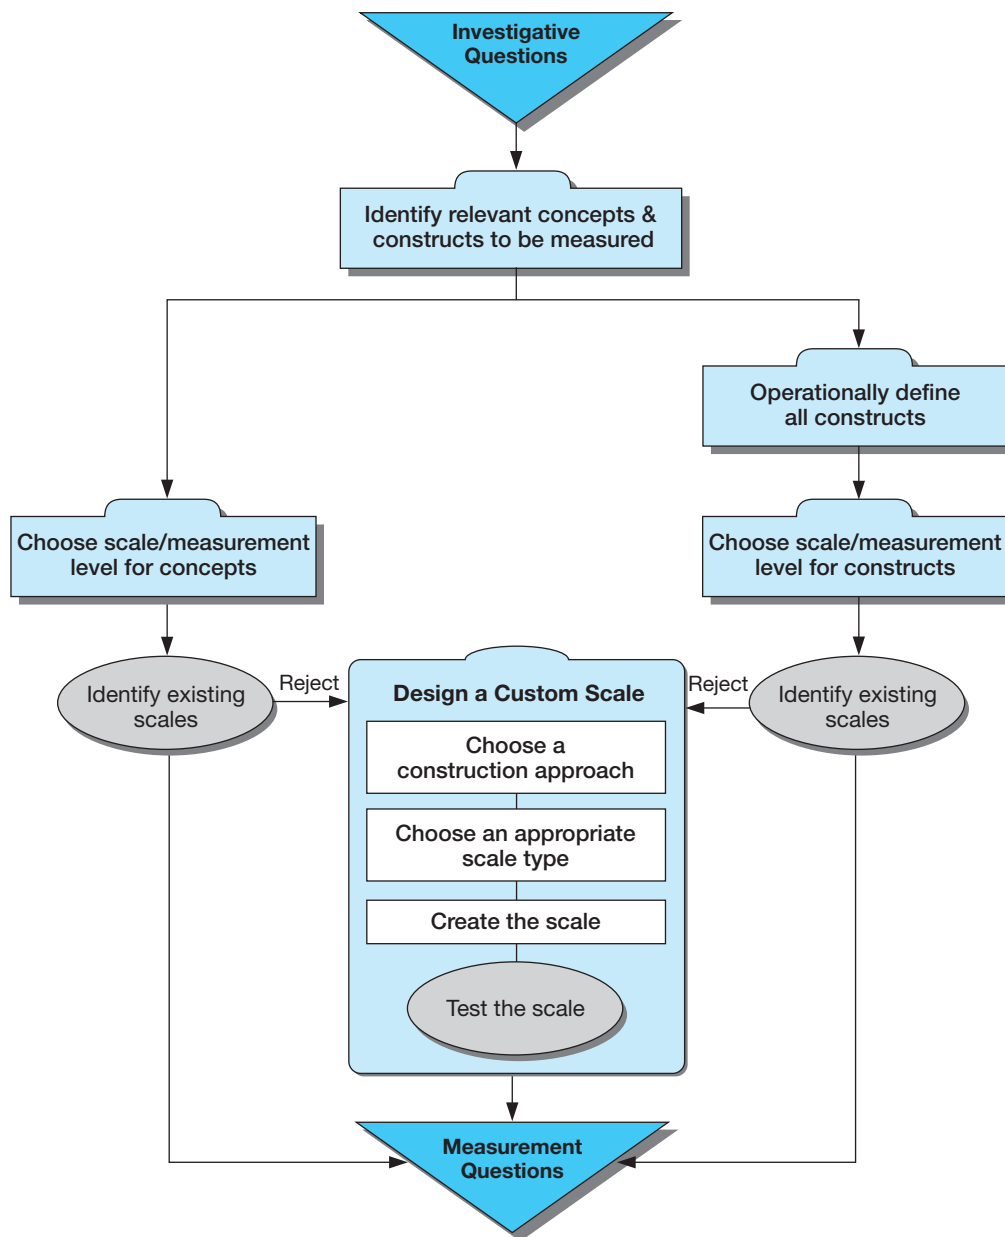 Investigative
Questions
Identify relevant concepts &
constructs to be measured
Operationally define
all constructs
Choose scale/measurement
level for concepts
Choose scale/measurement
level for constructs
Identify existing
scales
Reject
Design a Custom Scale
Reject
Identify existing
scales
Choose a
construction approach
Choose an appropriate
scale type
Create the scale
Test the scale
Measurement
Questions